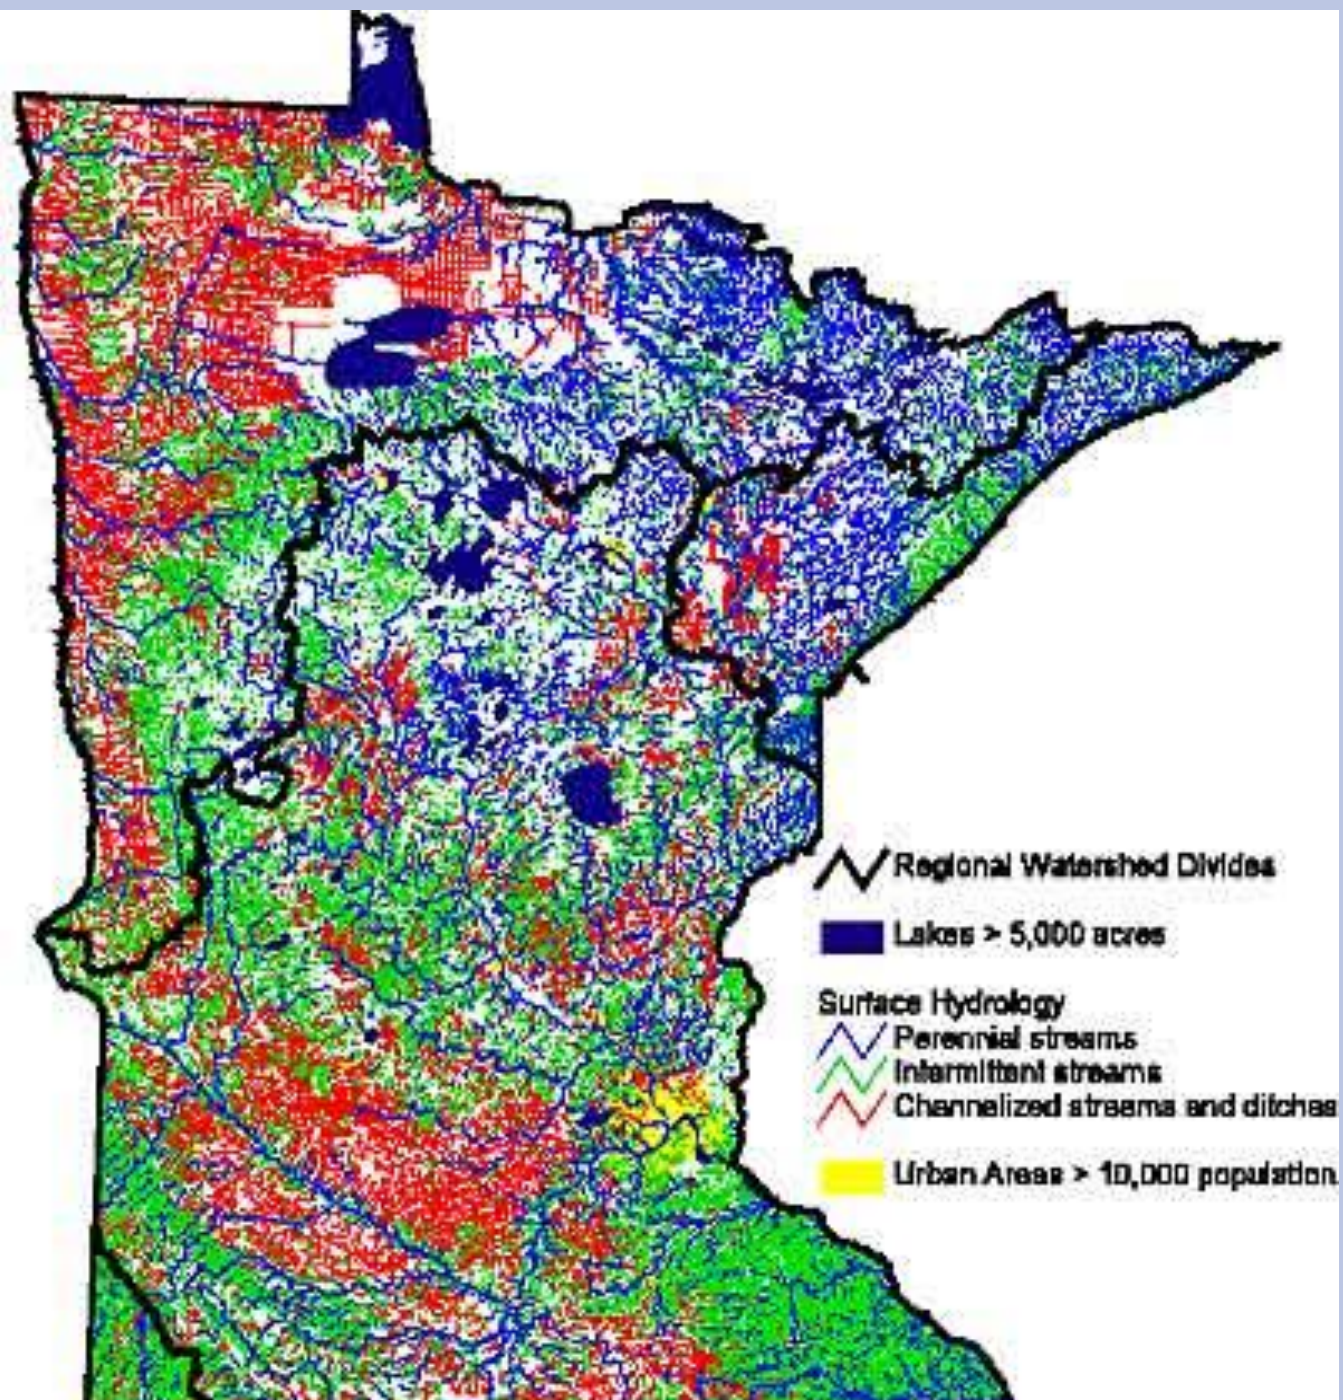 Regional Watershed Divides
Lakes > 5,000 acres
Surface Hydrology
Perennial streams
Intermittent streams
Channelized streams and ditches
Urban Areas > 10,000 population